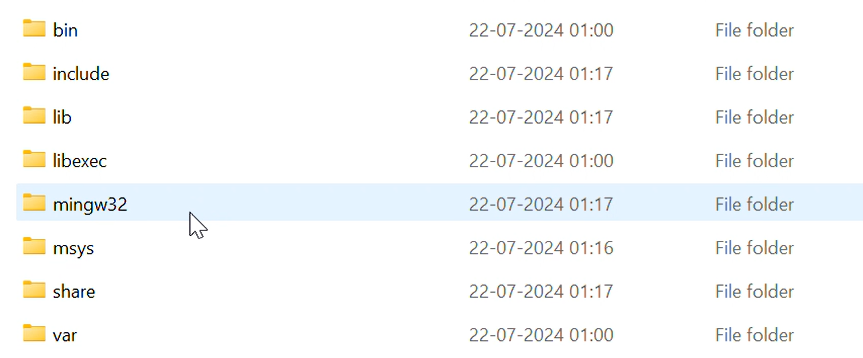 bin 22-07-2024 01:00 File folder
include 22-07-2024 01:17 File folder
lib 22-07-2024 01:17 File folder
libexec 22-07-2024 01:00 File folder
mingw32 22-07-2024 01:17 File folder
msys 22-07-2024 01:16 File folder
share 22-07-2024 01:17 File folder
var 22-07-2024 01:00 File folder